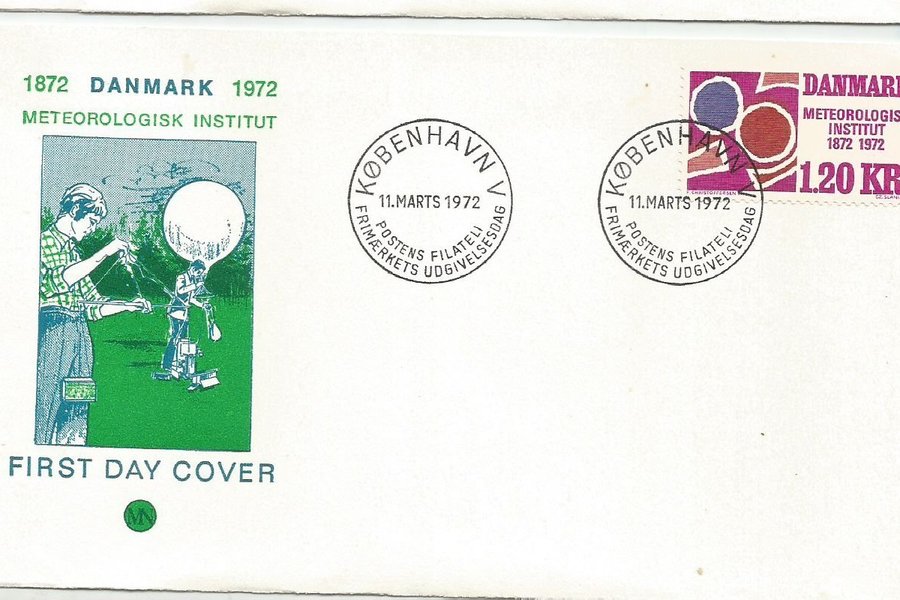 1872 DANMARK 1972
METEOROLOGISK INSTITUT
FIRST DAY COVER
MN
KØBENHAVN V
11.MARTS 1972
POSTENS FILATELI
FRIMÆRKETS UDGIVELSESDAG
KØBENHAVN V
11.MARTS 1972
POSTENS FILATELI
FRIMÆRKETS UDGIVELSESDAG
DANMARK
METEOROLOGISK
INSTITUT
1872 1972
1.20 KR